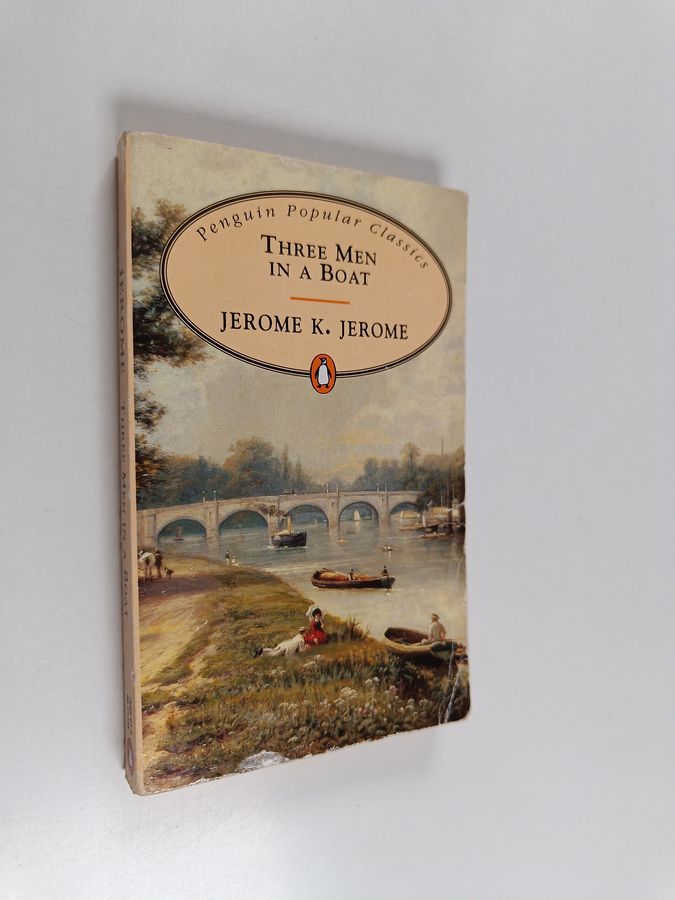 Penguin Popular Classics
THREE MEN
IN A BOAT
JEROME K. JEROME
JEROME THREE MEN IN A BOAT